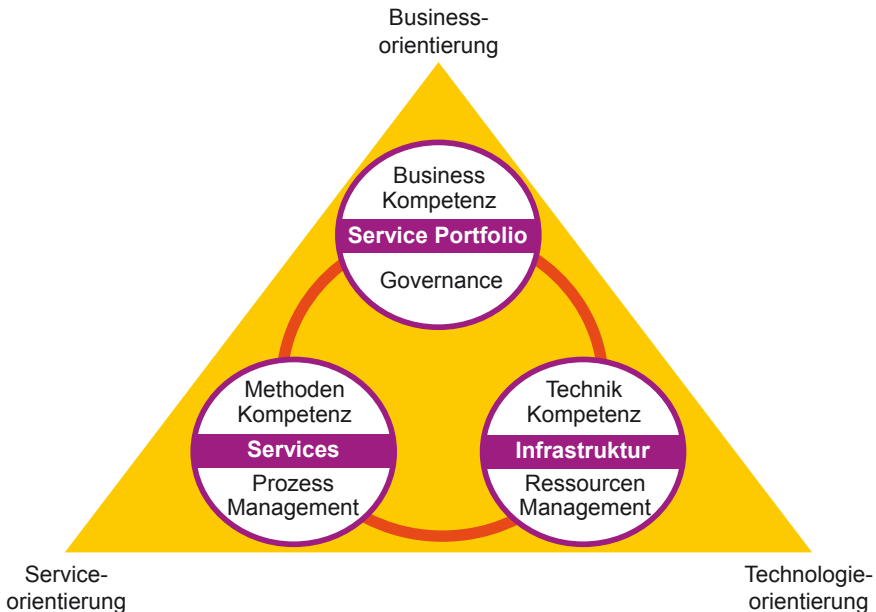 Business-
orientierung
Business
Kompetenz
Service Portfolio
Governance
Methoden
Kompetenz
Services
Prozess
Management
Technik
Kompetenz
Infrastruktur
Ressourcen
Management
Service-
orientierung
Technologie-
orientierung